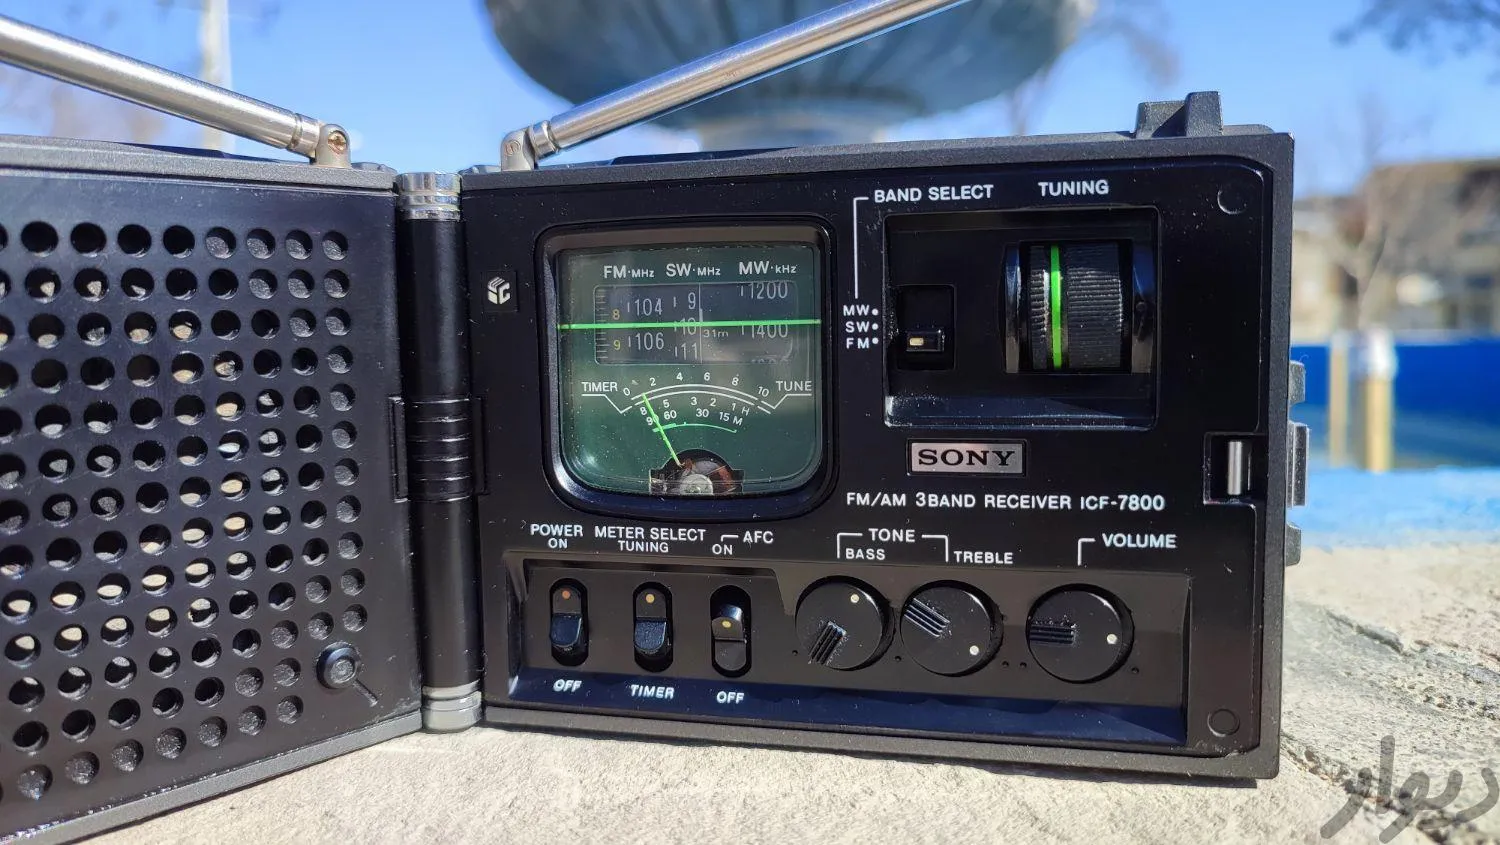 BAND SELECT TUNING
FM·MHz SW·MHz MW·kHz
1200
8 104 9
10 31m 1400
9 106 11
MW
SW
FM
TIMER 0 2 4 6 8 10 TUNE
8 5 3 2 1 H
90 60 30 15 M
SONY
FM/AM 3BAND RECEIVER ICF-7800
POWER METER SELECT AFC TONE VOLUME
ON TUNING ON BASS TREBLE
OFF TIMER OFF
دیوار